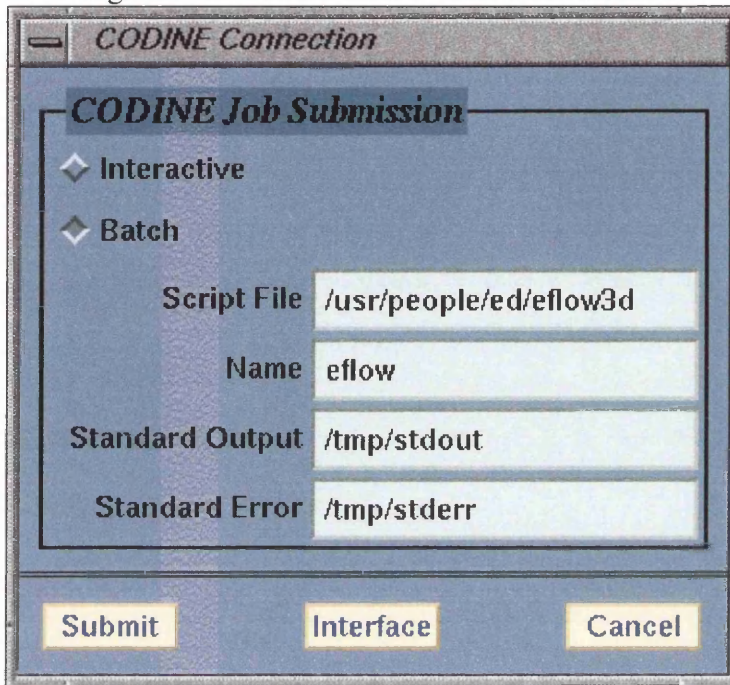 CODINE Connection
CODINE Job Submission
Interactive
Batch
Script File /usr/people/ed/eflow3d
Name eflow
Standard Output /tmp/stdout
Standard Error /tmp/stderr
Submit Interface Cancel